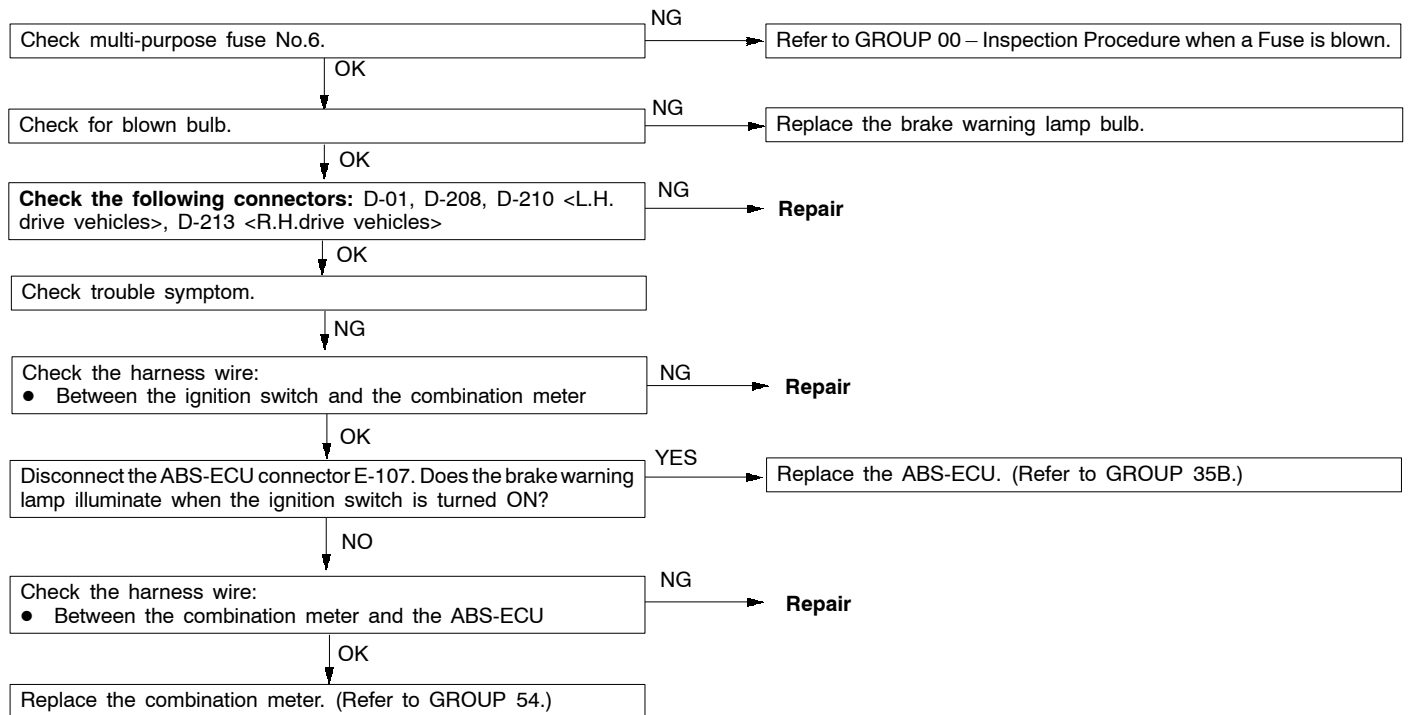 NG
Check multi-purpose fuse No.6.
Refer to GROUP 00 – Inspection Procedure when a Fuse is blown.
OK
NG
Check for blown bulb.
Replace the brake warning lamp bulb.
OK
Check the following connectors: D-01, D-208, D-210 <L.H.
drive vehicles>, D-213 <R.H.drive vehicles>
NG
Repair
OK
Check trouble symptom.
NG
Check the harness wire:
● Between the ignition switch and the combination meter
NG
Repair
OK
Disconnect the ABS-ECU connector E-107. Does the brake warning
lamp illuminate when the ignition switch is turned ON?
YES
Replace the ABS-ECU. (Refer to GROUP 35B.)
NO
Check the harness wire:
● Between the combination meter and the ABS-ECU
NG
Repair
OK
Replace the combination meter. (Refer to GROUP 54.)